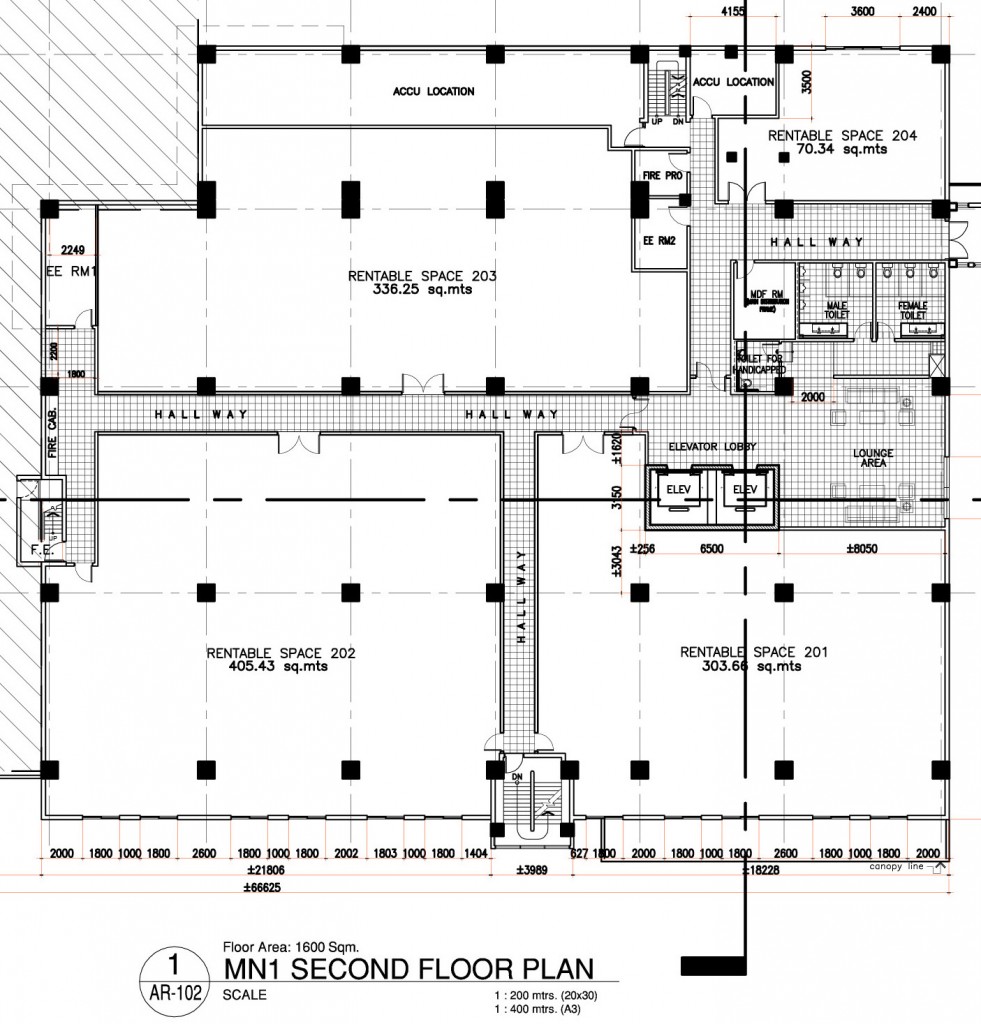 4155
3600
2400
ACCU LOCATION
ACCU LOCATION
3500
UP
DN
RENTABLE SPACE 204
70.34 sq.mts
FIRE PRO
2249
EE RM1
EE RM2
HALL WAY
RENTABLE SPACE 203
336.25 sq.mts
MDF RM
MALE
TOILET
FEMALE
TOILET
2200
1800
TOILET FOR
HANDICAPPED
2000
FIRE CAB.
HALL WAY
HALL WAY
±1620
ELEVATOR LOBBY
LOUNGE
AREA
ELEV
ELEV
3150
UP
F.E.
±256
6500
±8050
±3043
HALL WAY
RENTABLE SPACE 202
405.43 sq.mts
RENTABLE SPACE 201
303.66 sq.mts
DN
2000 1800 1000 1800 2600 1800 1000 1800 2002 1803 1000 1800 1404 627 1800 2000 1800 1000 1800 2600 1800 1000 1800 2000
±21806
±3989
±18228
canopy line
±66625
1
AR-102
Floor Area: 1600 Sqm.
MN1 SECOND FLOOR PLAN
SCALE
1 : 200 mtrs. (20x30)
1 : 400 mtrs. (A3)